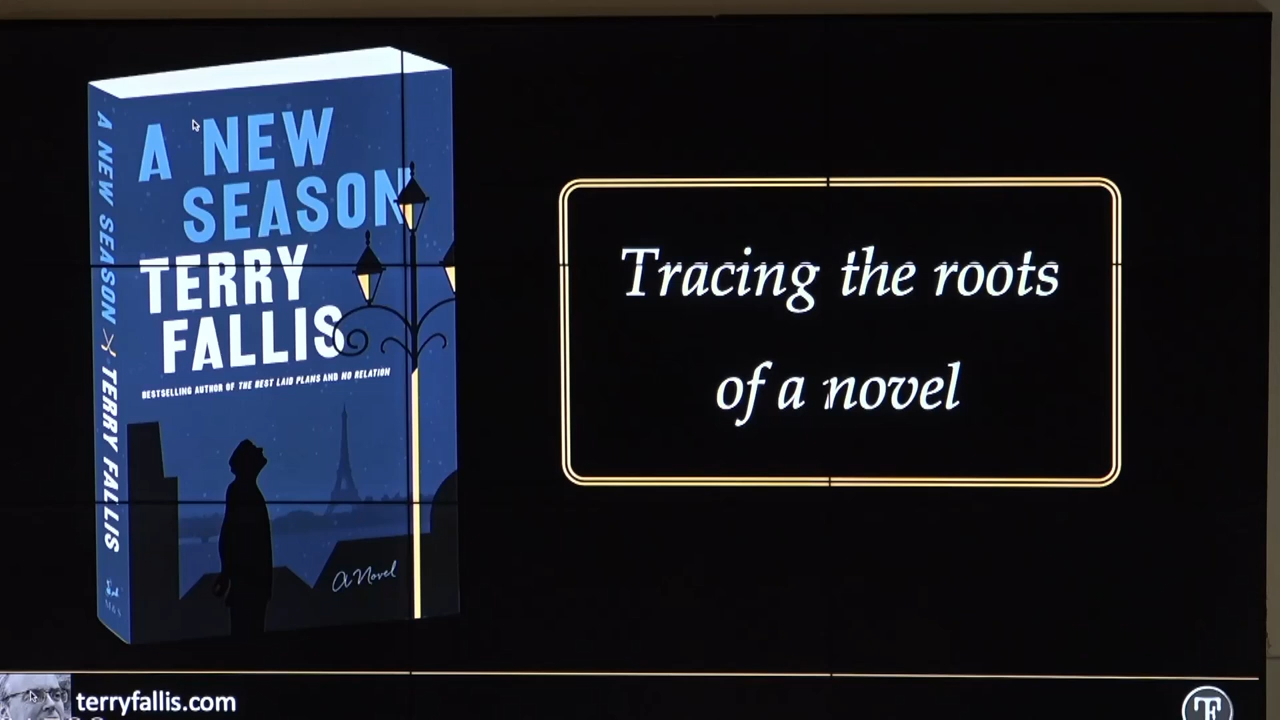 A NEW
SEASON
TERRY
FALLIS
BESTSELLING AUTHOR OF THE BEST LAID PLANS AND NO RELATION
A Novel
A NEW SEASON TERRY FALLIS
M&S
Tracing the roots
of a novel
terryfallis.com
TF